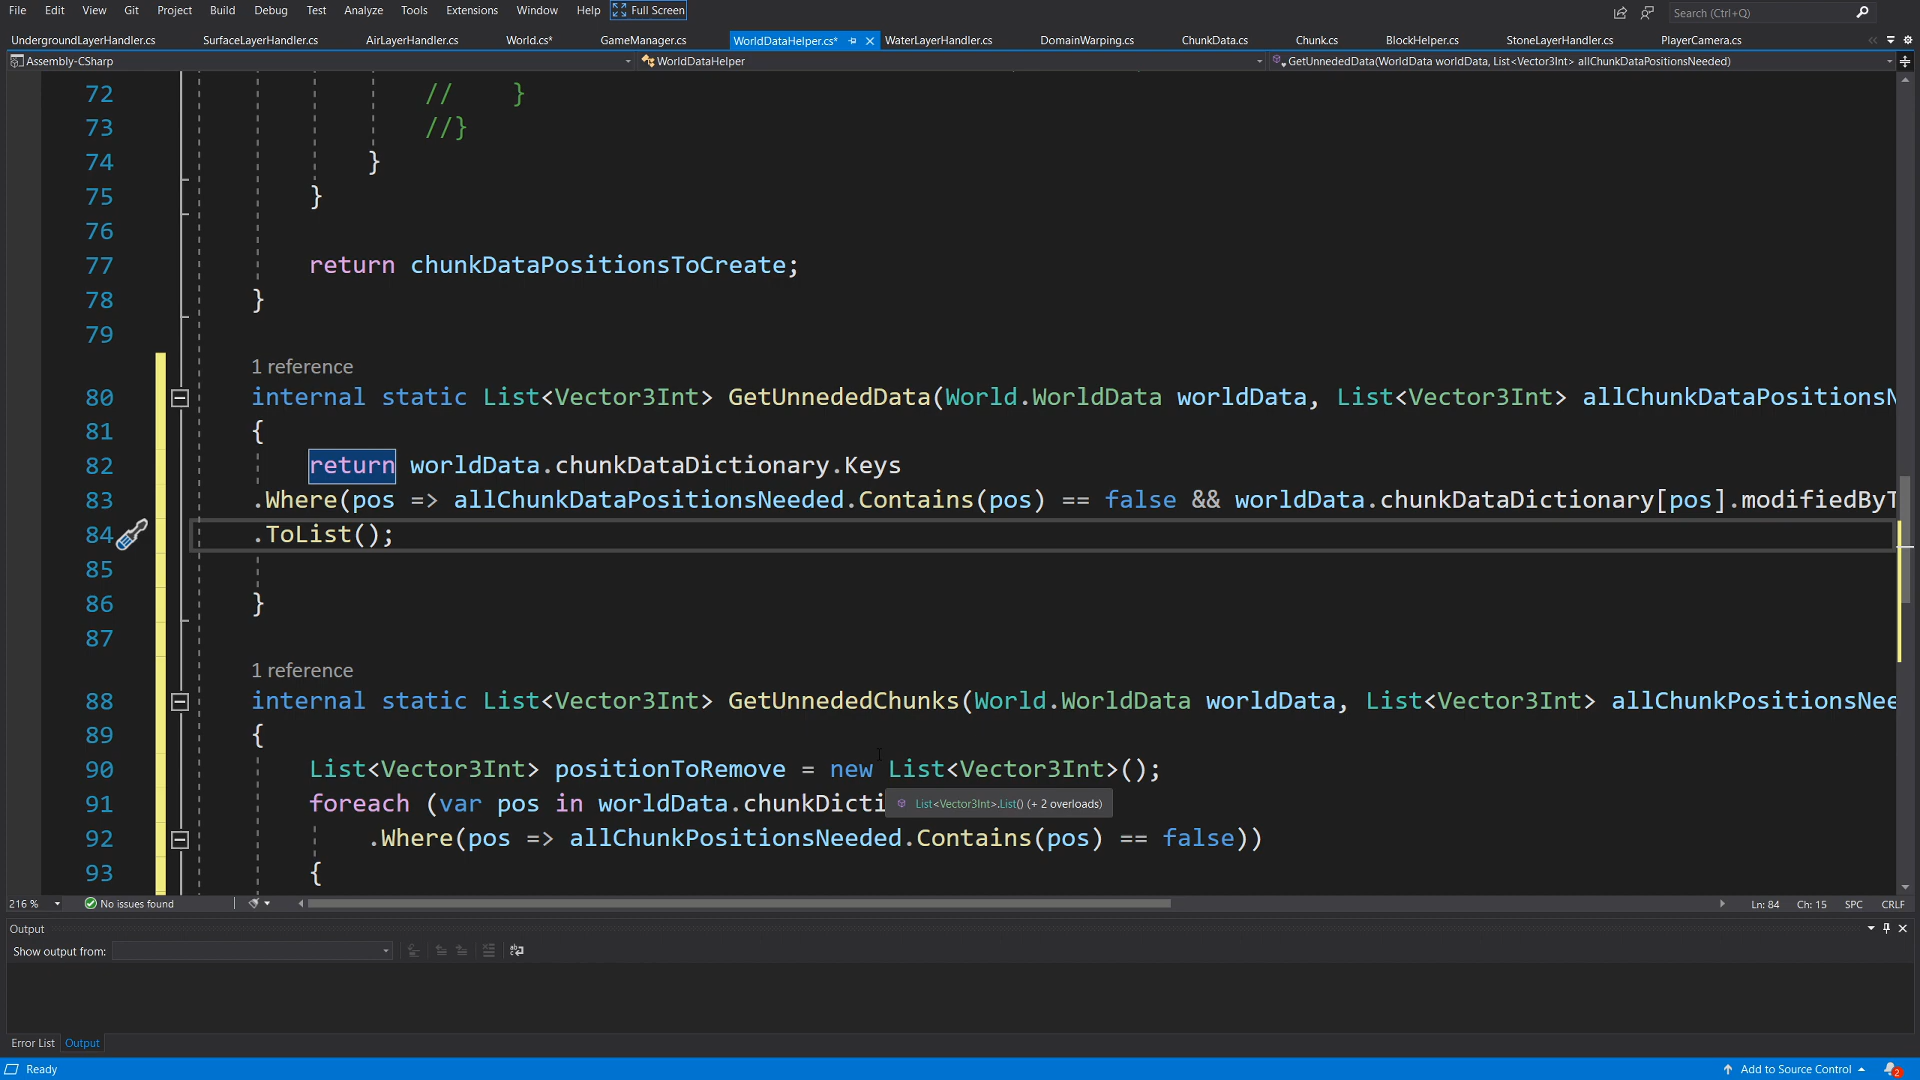 File Edit View Git Project Build Debug Test Analyze Tools Extensions Window Help Full Screen Search (Ctrl+Q)
UndergroundLayerHandler.cs SurfaceLayerHandler.cs AirLayerHandler.cs World.cs* GameManager.cs WorldDataHelper.cs* WaterLayerHandler.cs DomainWarping.cs ChunkData.cs Chunk.cs BlockHelper.cs StoneLayerHandler.cs PlayerCamera.cs
Assembly-CSharp WorldDataHelper GetUnnededData(WorldData worldData, List<Vector3Int> allChunkDataPositionsNeeded)
72 // }
73 //}
74 }
75 }
76
77 return chunkDataPositionsToCreate;
78 }
79
1 reference
80 internal static List<Vector3Int> GetUnnededData(World.WorldData worldData, List<Vector3Int> allChunkDataPositionsN
81 {
82 return worldData.chunkDataDictionary.Keys
83 .Where(pos => allChunkDataPositionsNeeded.Contains(pos) == false && worldData.chunkDataDictionary[pos].modifiedByT
84 .ToList();
85
86 }
87
1 reference
88 internal static List<Vector3Int> GetUnnededChunks(World.WorldData worldData, List<Vector3Int> allChunkPositionsNee
89 {
90 List<Vector3Int> positionToRemove = new List<Vector3Int>();
91 foreach (var pos in worldData.chunkDicti List<Vector3Int>.List() (+ 2 overloads)
92 .Where(pos => allChunkPositionsNeeded.Contains(pos) == false))
93 {
216 % No issues found Ln: 84 Ch: 15 SPC CRLF
Output
Show output from:
Error List Output
Ready Add to Source Control 2